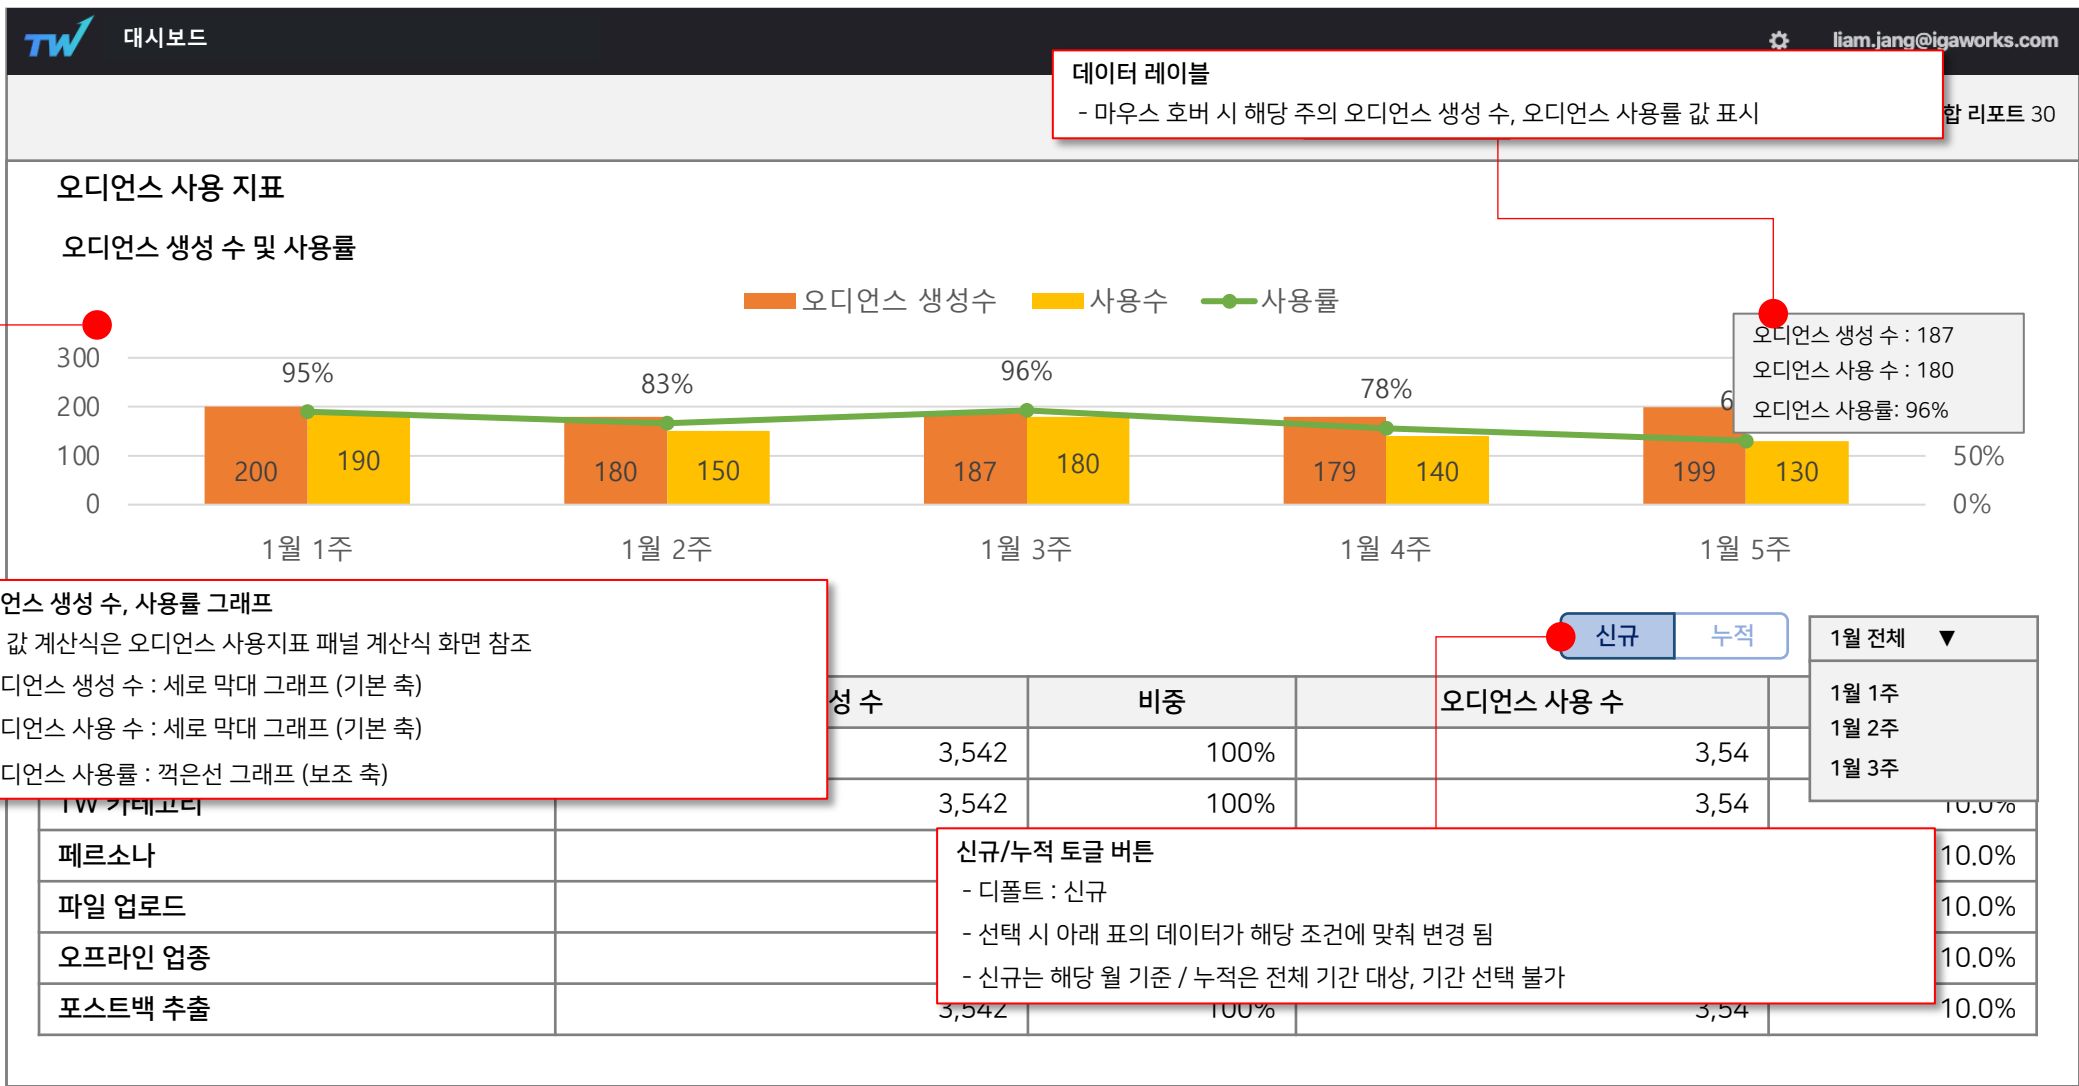 TW 대시보드 liam.jang@igaworks.com
데이터 레이블
- 마우스 호버 시 해당 주의 오디언스 생성 수, 오디언스 사용률 값 표시
합 리포트 30
오디언스 사용 지표
오디언스 생성 수 및 사용률
오디언스 생성수 사용수 사용률
오디언스 생성 수 : 187
오디언스 사용 수 : 180
오디언스 사용률: 96%
300
200
100
0
95% 83% 96% 78% 6
50%
0%
200 190 180 150 187 180 179 140 199 130
1월 1주 1월 2주 1월 3주 1월 4주 1월 5주
언스 생성 수, 사용률 그래프
값 계산식은 오디언스 사용지표 패널 계산식 화면 참조
디언스 생성 수 : 세로 막대 그래프 (기본 축)
디언스 사용 수 : 세로 막대 그래프 (기본 축)
디언스 사용률 : 꺽은선 그래프 (보조 축)
신규 누적 1월 전체 ▼
1월 1주
1월 2주
1월 3주
성 수 비중 오디언스 사용 수
3,542 100% 3,54
TW 카테고리 3,542 100% 3,54 10.0%
페르소나 10.0%
파일 업로드 10.0%
오프라인 업종 10.0%
포스트백 추출 3,542 100% 3,54 10.0%
신규/누적 토글 버튼
- 디폴트 : 신규
- 선택 시 아래 표의 데이터가 해당 조건에 맞춰 변경 됨
- 신규는 해당 월 기준 / 누적은 전체 기간 대상, 기간 선택 불가